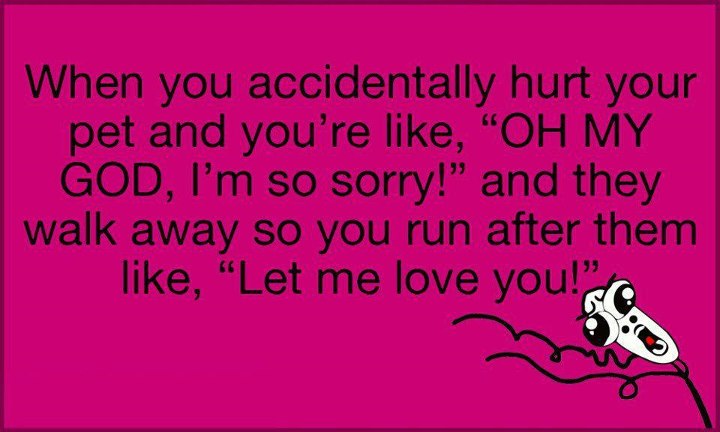 When you accidentally hurt your
pet and you’re like, “OH MY
GOD, I’m so sorry!” and they
walk away so you run after them
like, “Let me love you!”